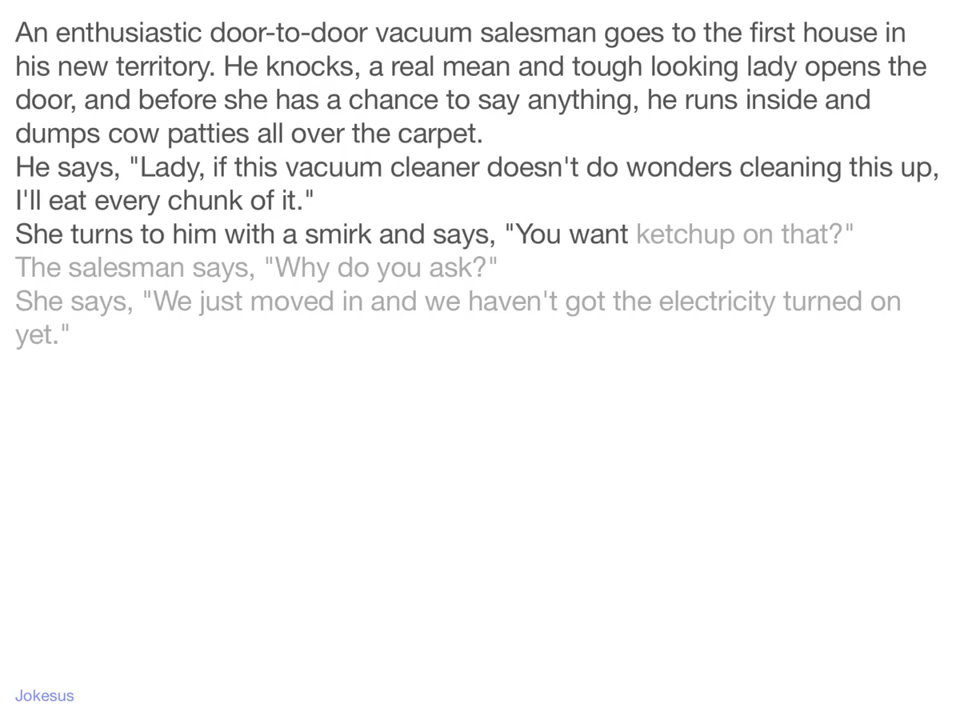 An enthusiastic door-to-door vacuum salesman goes to the first house in
his new territory. He knocks, a real mean and tough looking lady opens the
door, and before she has a chance to say anything, he runs inside and
dumps cow patties all over the carpet.
He says, "Lady, if this vacuum cleaner doesn't do wonders cleaning this up,
I'll eat every chunk of it."
She turns to him with a smirk and says, "You want ketchup on that?"
The salesman says, "Why do you ask?"
She says, "We just moved in and we haven't got the electricity turned on
yet."
Jokesus